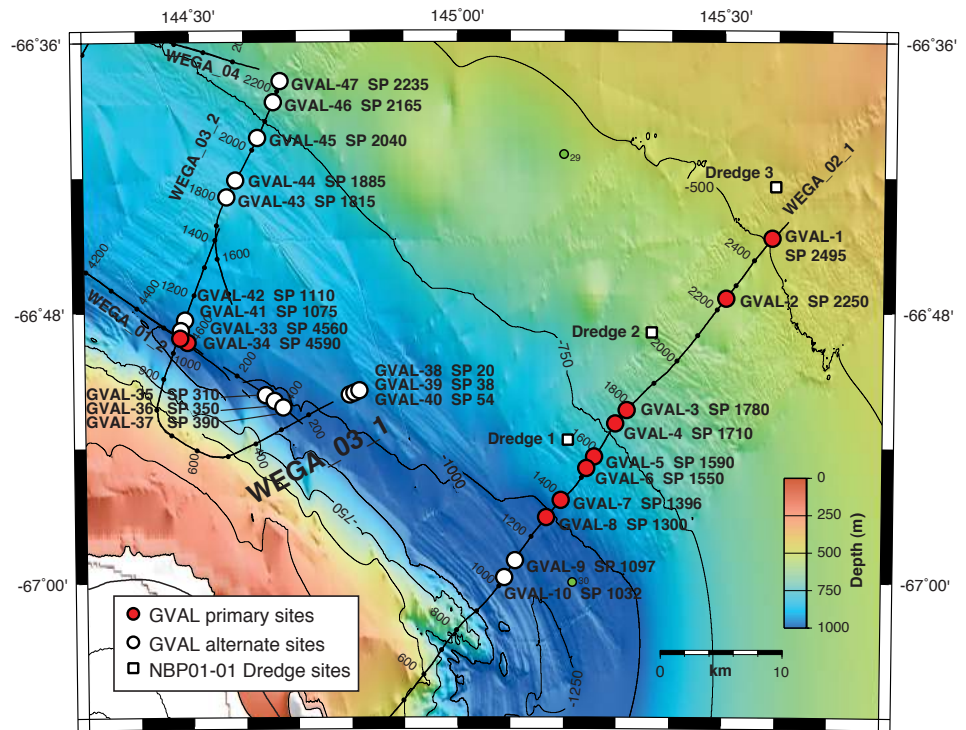 144°30'
145°00'
145°30'
-66°36'
-66°36'
WEGA_04
2200
GVAL-47 SP 2235
GVAL-46 SP 2165
2000
GVAL-45 SP 2040
29
WEGA_03_2
Dredge 3
-500
WEGA_02_1
GVAL-44 SP 1885
1800
GVAL-43 SP 1815
1400
1600
2400
GVAL-1
SP 2495
4200
4400
1200
GVAL-42 SP 1110
2200
GVAL-2 SP 2250
-66°48'
-66°48'
GVAL-41 SP 1075
GVAL-33 SP 4560
GVAL-34 SP 4590
WEGA_01_2
1000
Dredge 2
2000
-750
200
900
GVAL-38 SP 20
GVAL-39 SP 38
GVAL-40 SP 54
GVAL-35 SP 310
GVAL-36 SP 350
GVAL-37 SP 390
200
1800
GVAL-3 SP 1780
GVAL-4 SP 1710
Dredge 1
1600
600
400
WEGA_03_1
-1000
GVAL-5 SP 1590
GVAL-6 SP 1550
1400
GVAL-7 SP 1396
-750
1200
GVAL-8 SP 1300
0
250
500
750
1000
Depth (m)
GVAL-9 SP 1097
1000
GVAL-10 SP 1032
-67°00'
-67°00'
800
600
-1250
0
km
10
GVAL primary sites
GVAL alternate sites
NBP01-01 Dredge sites